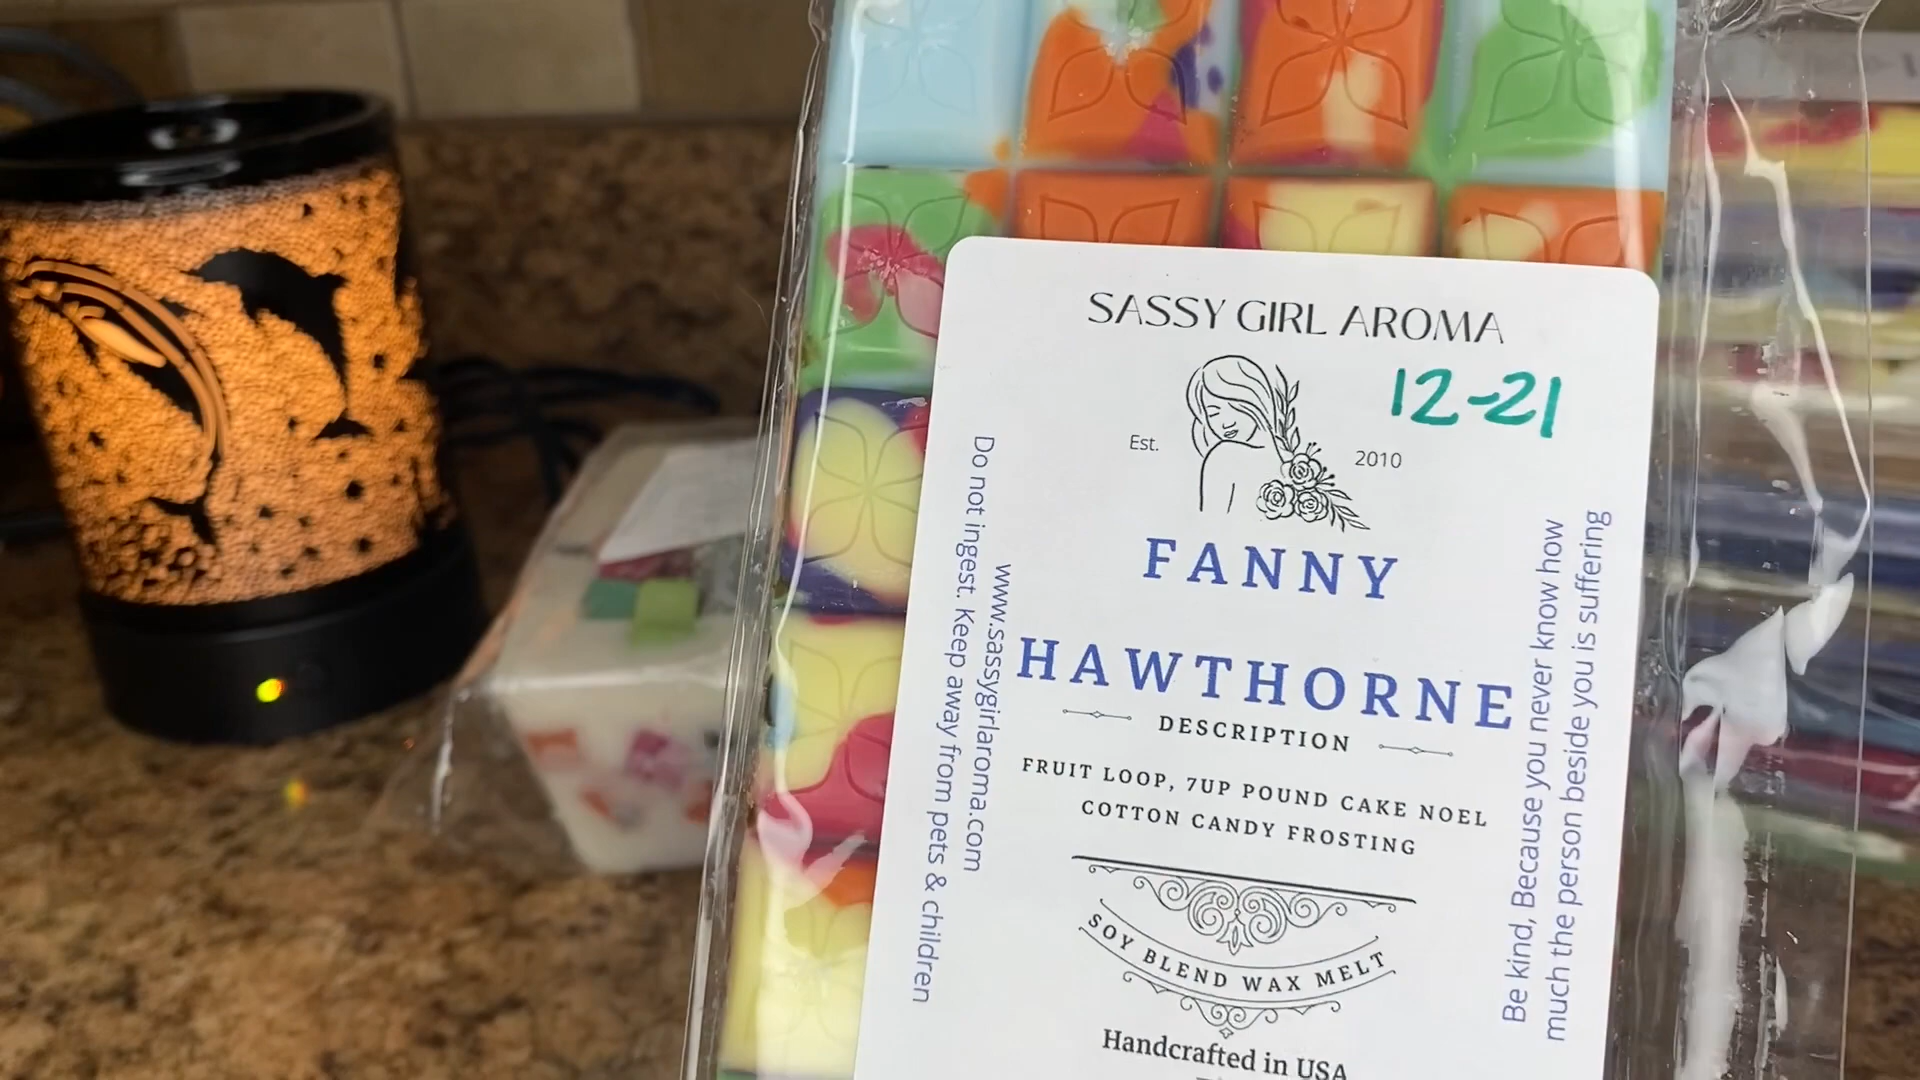 SASSY GIRL AROMA
12-21
Est. 2010
FANNY
HAWTHORNE
DESCRIPTION
FRUIT LOOP, 7UP POUND CAKE NOEL
COTTON CANDY FROSTING
SOY BLEND WAX MELT
Handcrafted in USA
www.sassygirlaroma.com
Do not ingest. Keep away from pets & children
Be kind, Because you never know how
much the person beside you is suffering